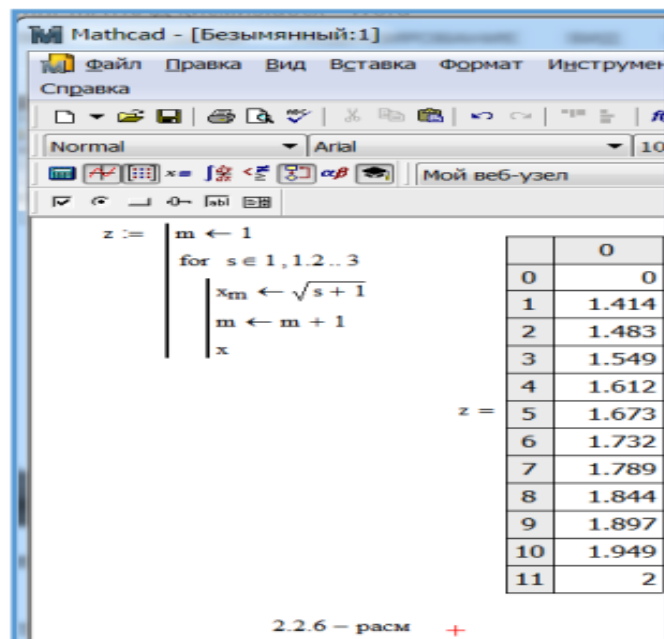 Mathcad - [Безымянный:1]
Файл Правка Вид Вставка Формат Инструмен
Справка
Normal Arial 10
Мой веб-узел
z := m ← 1
for s ∈ 1 , 1.2 .. 3
xm ← √s + 1
m ← m + 1
x
z =
0
0 0
1 1.414
2 1.483
3 1.549
4 1.612
5 1.673
6 1.732
7 1.789
8 1.844
9 1.897
10 1.949
11 2
2.2.6 – расм